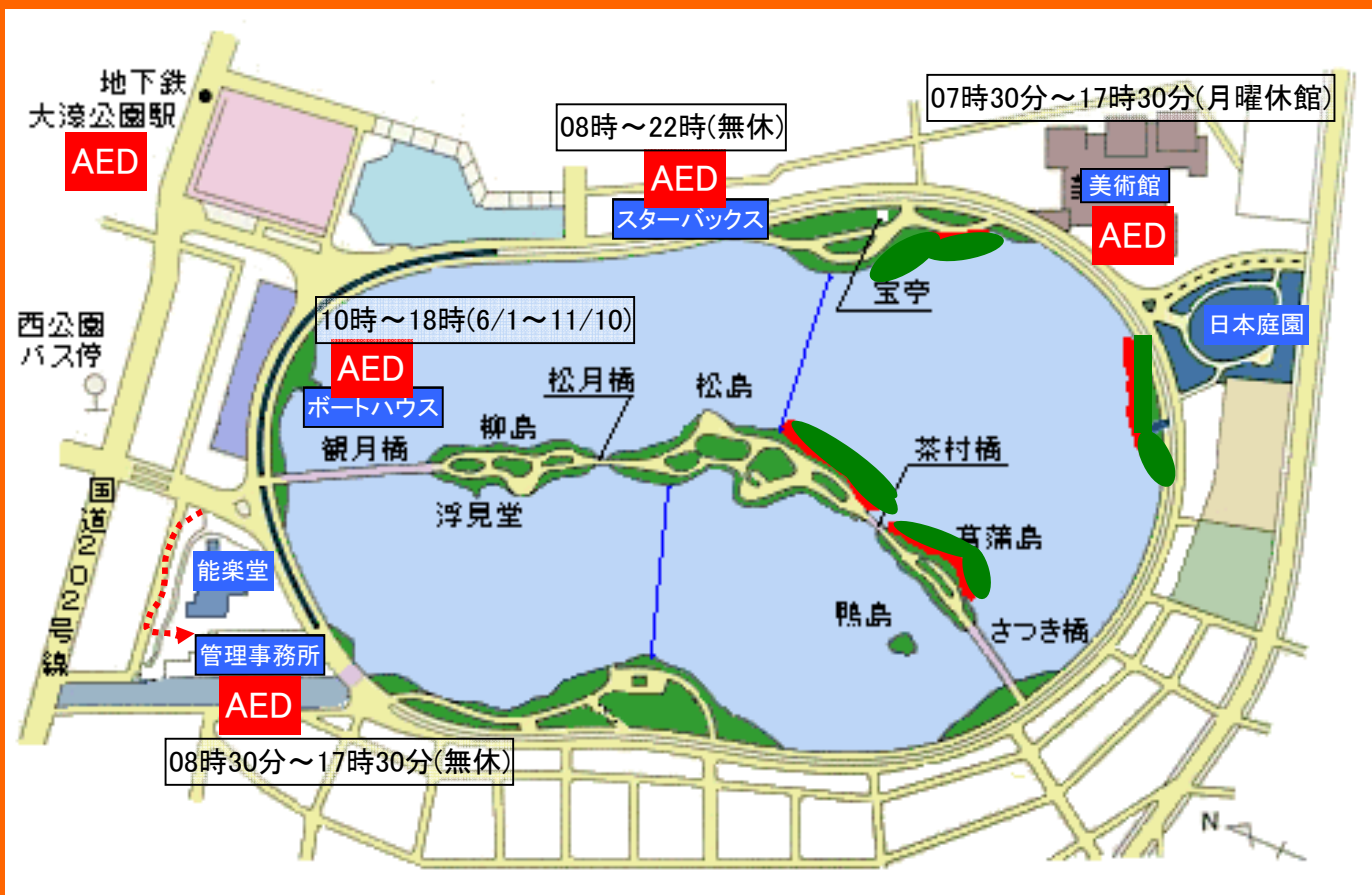 地下鉄
大濠公園駅
AED
08時～22時(無休)
AED
スターバックス
07時30分～17時30分(月曜休館)
美術館
AED
宝亭
日本庭園
西公園
バス停
10時～18時(6/1～11/10)
AED
ボートハウス
観月橋
柳島
浮見堂
松月橋
松島
茶村橋
菖蒲島
鴨島
さつき橋
国道202号線
能楽堂
管理事務所
AED
08時30分～17時30分(無休)
N